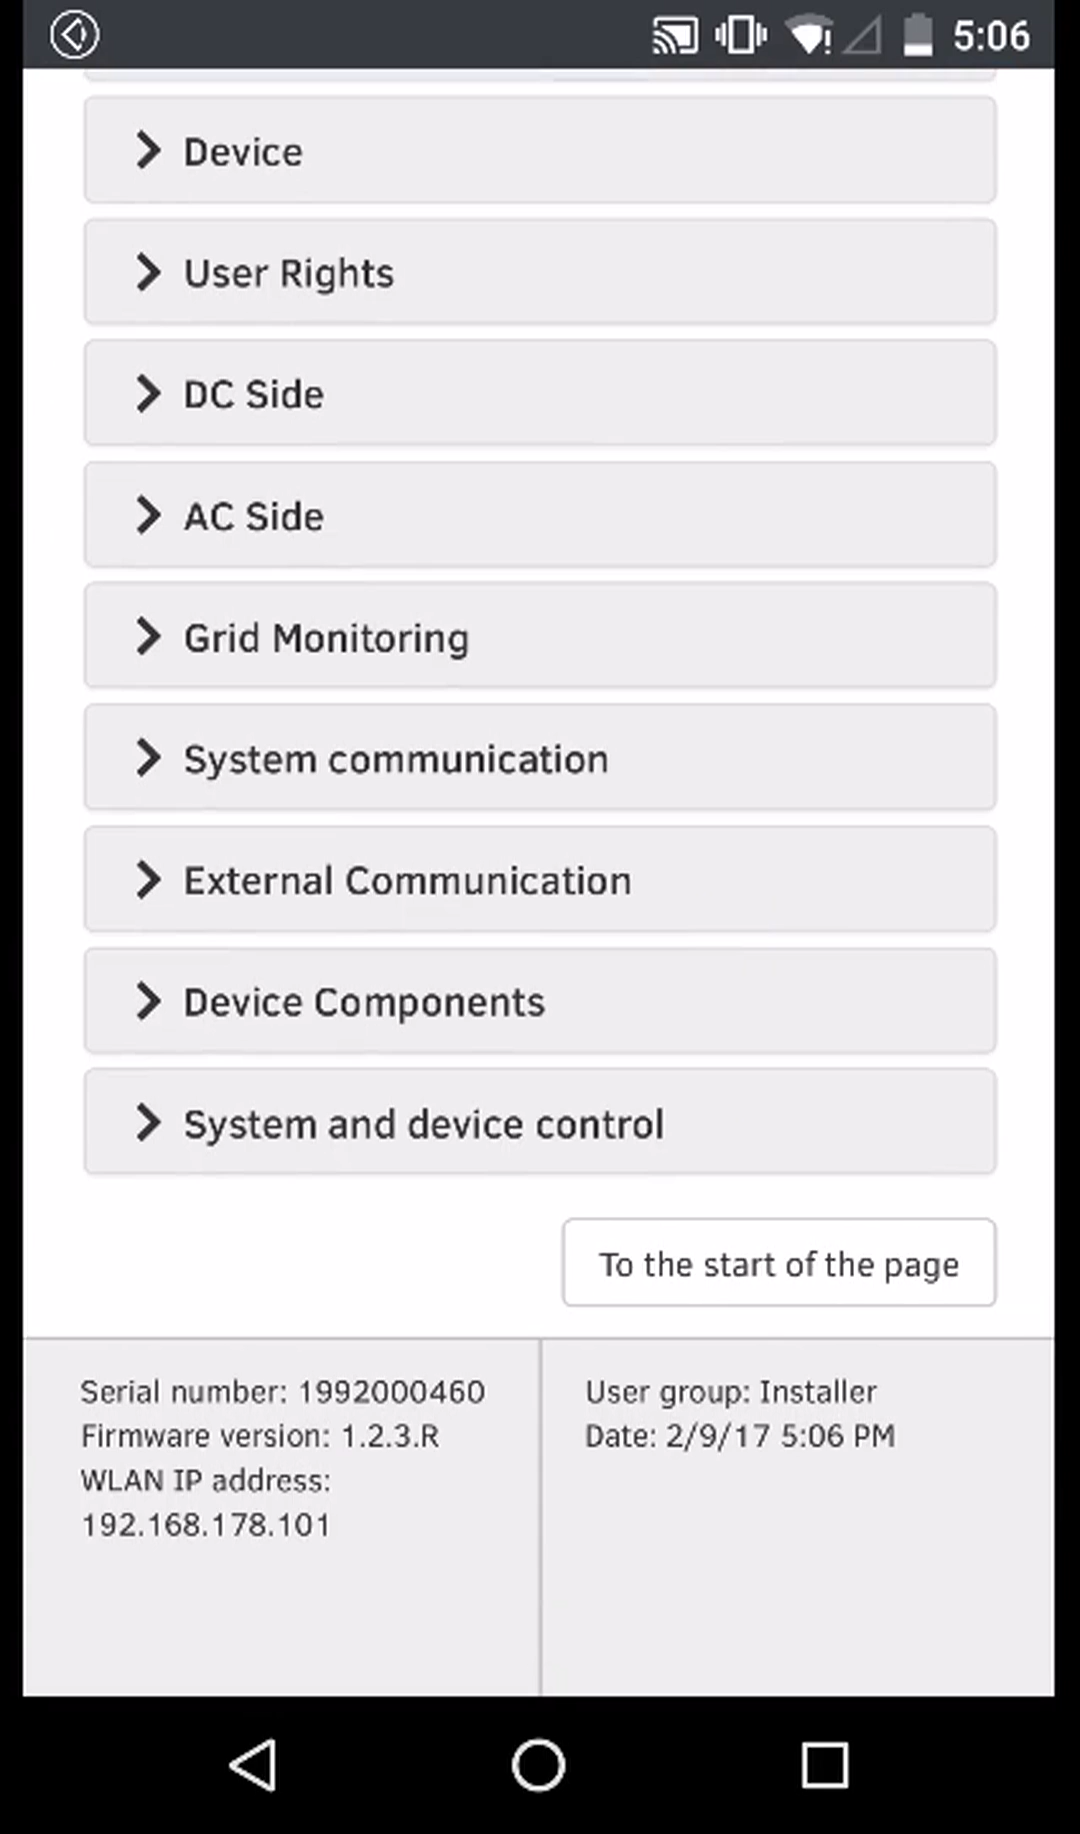 5:06
Device
User Rights
DC Side
AC Side
Grid Monitoring
System communication
External Communication
Device Components
System and device control
To the start of the page
Serial number: 1992000460
Firmware version: 1.2.3.R
WLAN IP address:
192.168.178.101
User group: Installer
Date: 2/9/17 5:06 PM